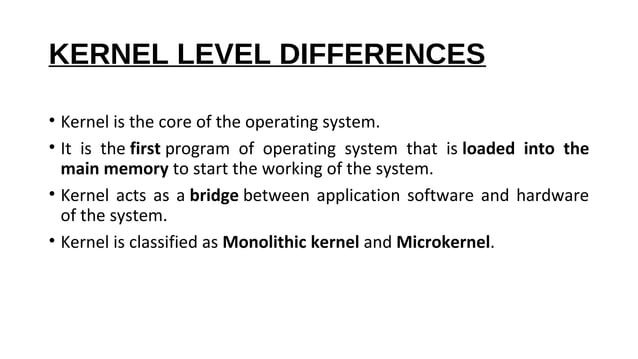 KERNEL LEVEL DIFFERENCES
• Kernel is the core of the operating system.
• It is the first program of operating system that is loaded into the
main memory to start the working of the system.
• Kernel acts as a bridge between application software and hardware
of the system.
• Kernel is classified as Monolithic kernel and Microkernel.